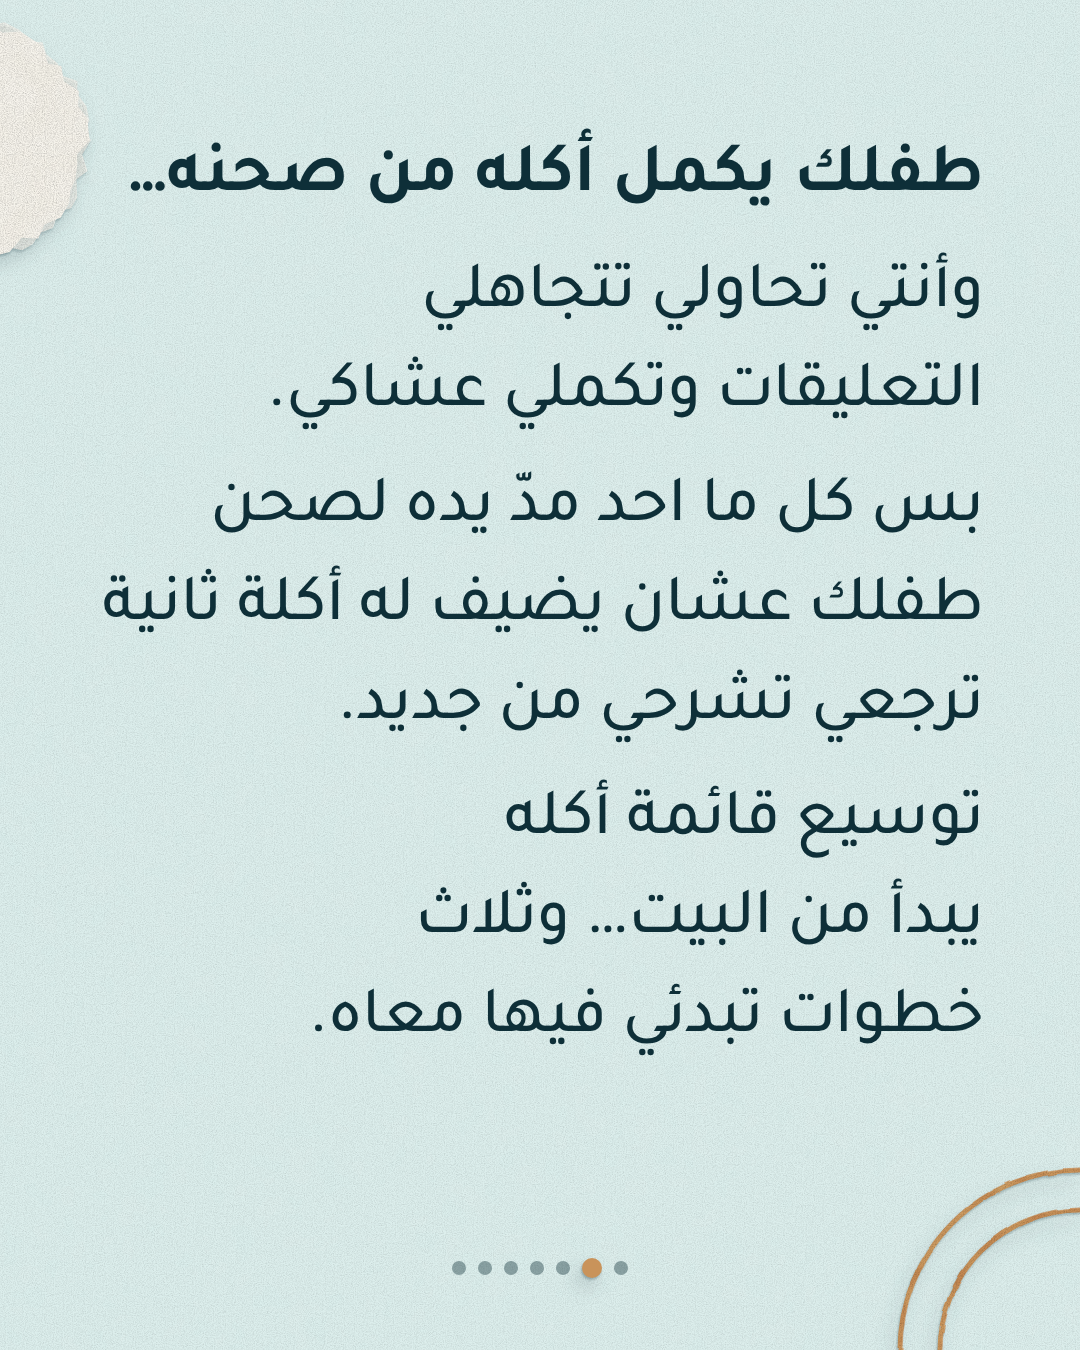 طفلك يكمل أكله من صحنه...
وأنتي تحاولي تتجاهلي
التعليقات وتكملي عشاكي.
بس كل ما احد مدّ يده لصحن
طفلك عشان يضيف له أكلة ثانية
ترجعي تشرحي من جديد.
توسيع قائمة أكله
يبدأ من البيت... وثلاث
خطوات تبدئي فيها معاه.